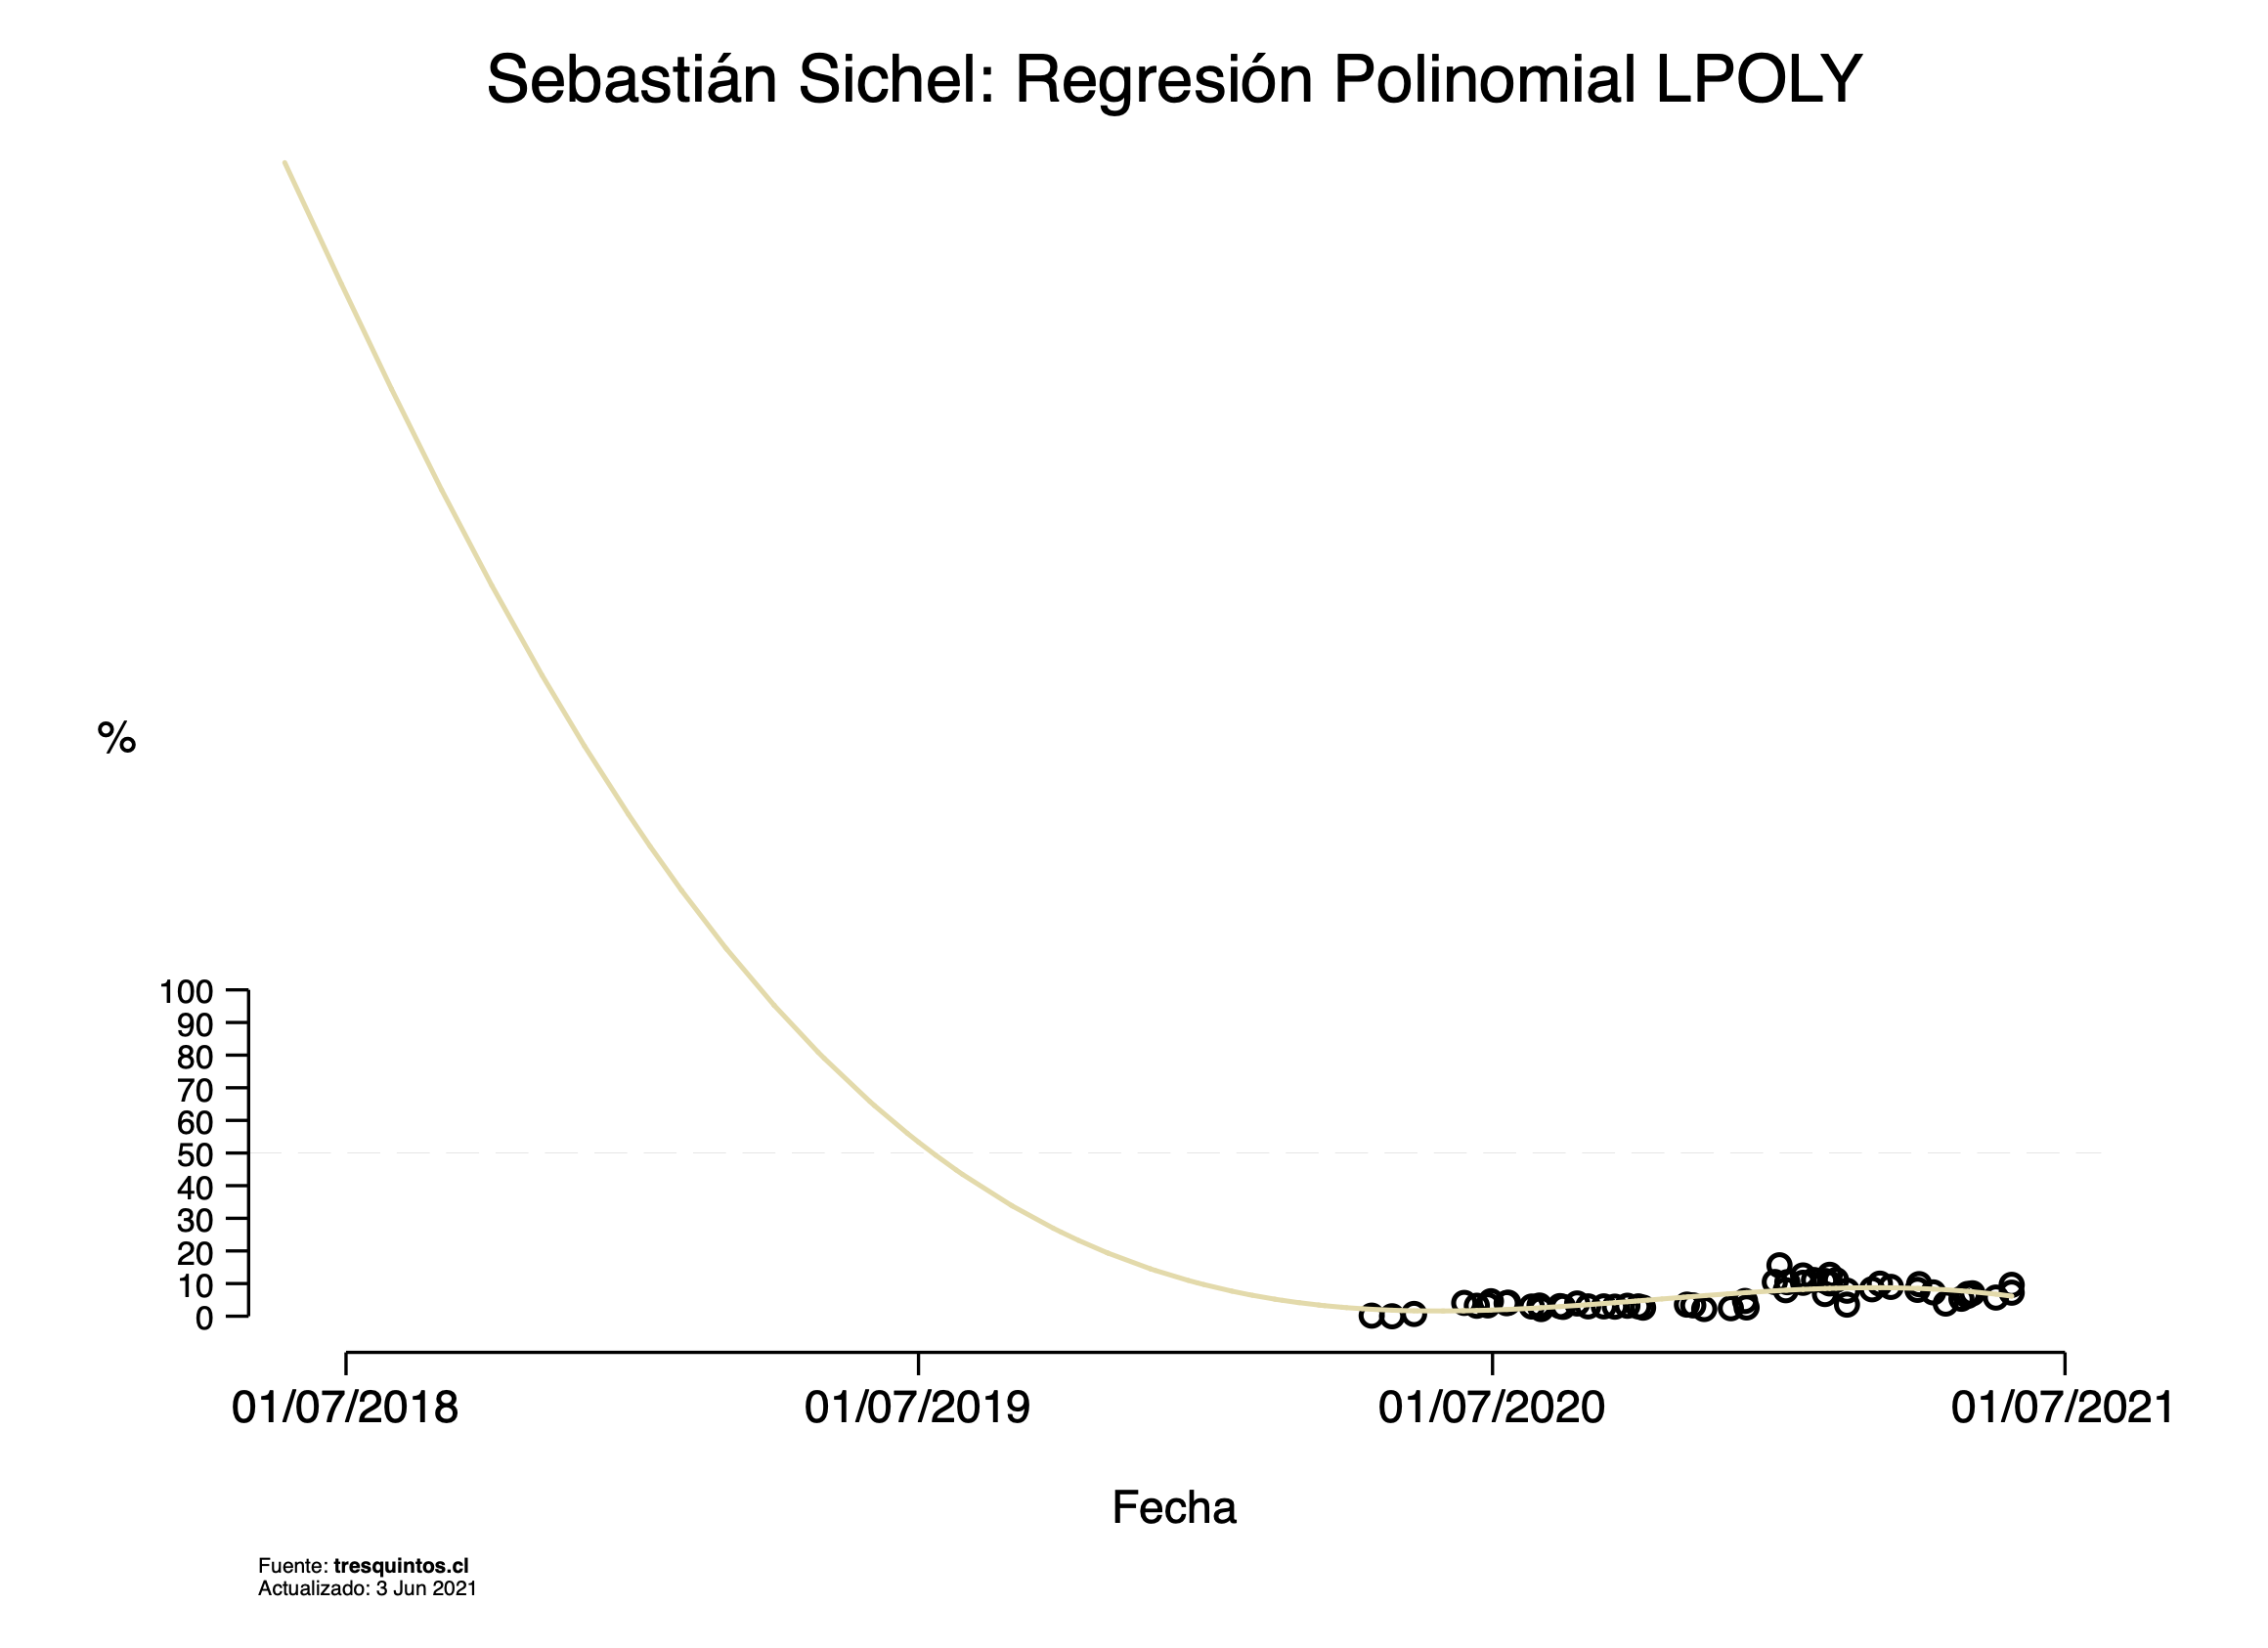 Sebastián Sichel: Regresión Polinomial LPOLY
%
100
90
80
70
60
50
40
30
20
10
0
01/07/2018 01/07/2019 01/07/2020 01/07/2021
Fecha
Fuente: tresquintos.cl
Actualizado: 3 Jun 2021